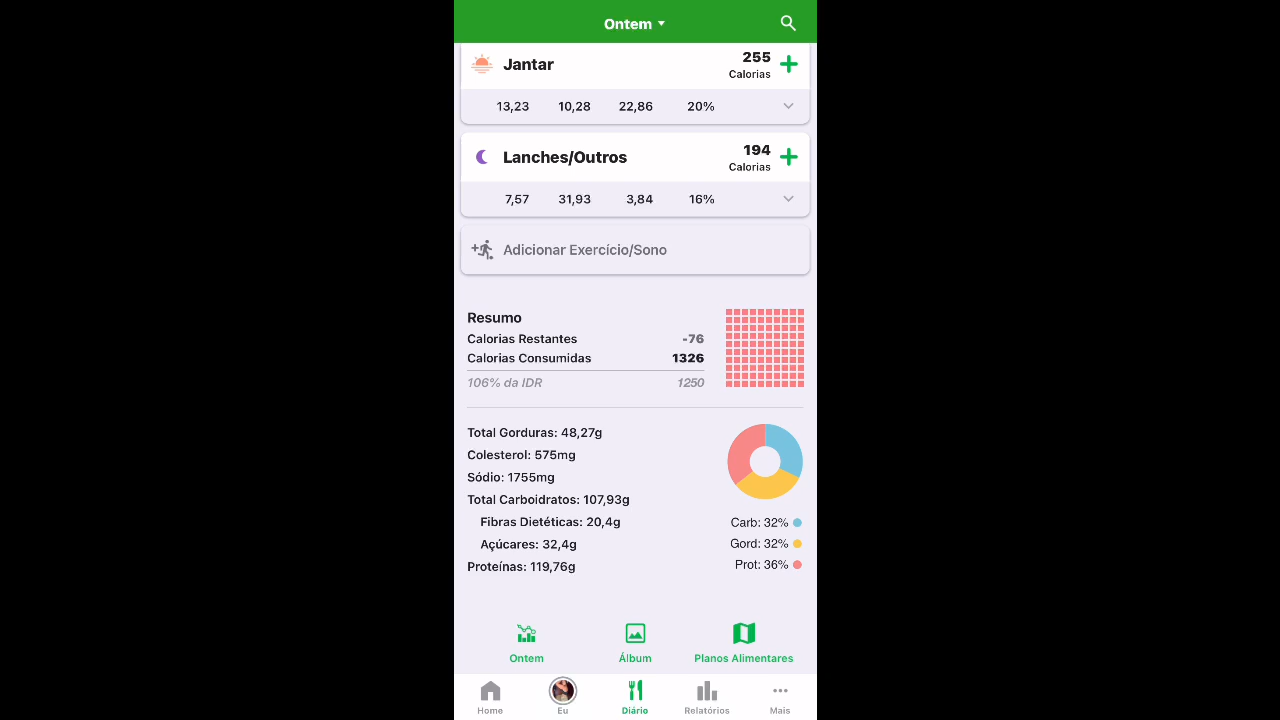 Ontem
Jantar
255
Calorias
13,23 10,28 22,86 20%
Lanches/Outros
194
Calorias
7,57 31,93 3,84 16%
Adicionar Exercício/Sono
Resumo
Calorias Restantes -76
Calorias Consumidas 1326
106% da IDR 1250
Total Gorduras: 48,27g
Colesterol: 575mg
Sódio: 1755mg
Total Carboidratos: 107,93g
Fibras Dietéticas: 20,4g
Açúcares: 32,4g
Proteínas: 119,76g
Carb: 32%
Gord: 32%
Prot: 36%
Ontem Álbum Planos Alimentares
Home Eu Diário Relatórios Mais